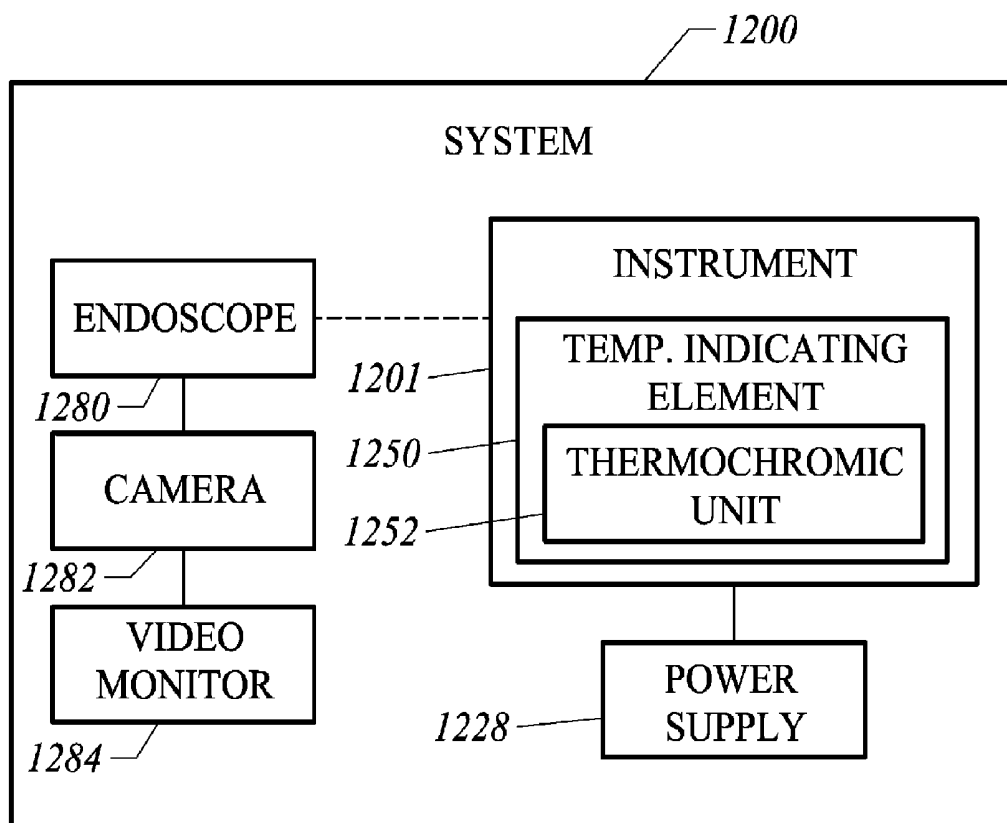 1200
SYSTEM
ENDOSCOPE
1280
CAMERA
1282
VIDEO
MONITOR
1284
INSTRUMENT
1201
TEMP. INDICATING
ELEMENT
1250
THERMOCHROMIC
UNIT
1252
POWER
SUPPLY
1228